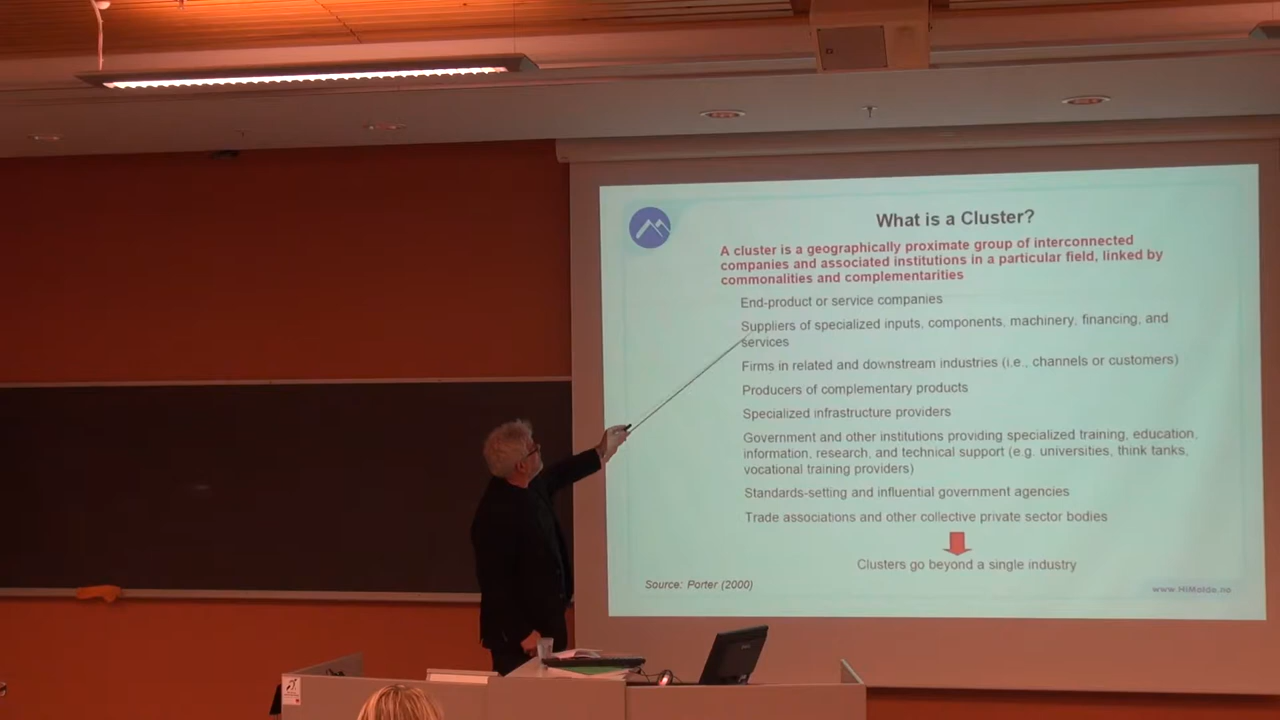 What is a Cluster?
A cluster is a geographically proximate group of interconnected
companies and associated institutions in a particular field, linked by
commonalities and complementarities
End-product or service companies
Suppliers of specialized inputs, components, machinery, financing, and
services
Firms in related and downstream industries (i.e., channels or customers)
Producers of complementary products
Specialized infrastructure providers
Government and other institutions providing specialized training, education,
information, research, and technical support (e.g. universities, think tanks,
vocational training providers)
Standards-setting and influential government agencies
Trade associations and other collective private sector bodies
Clusters go beyond a single industry
Source: Porter (2000)
www.HiMolde.no